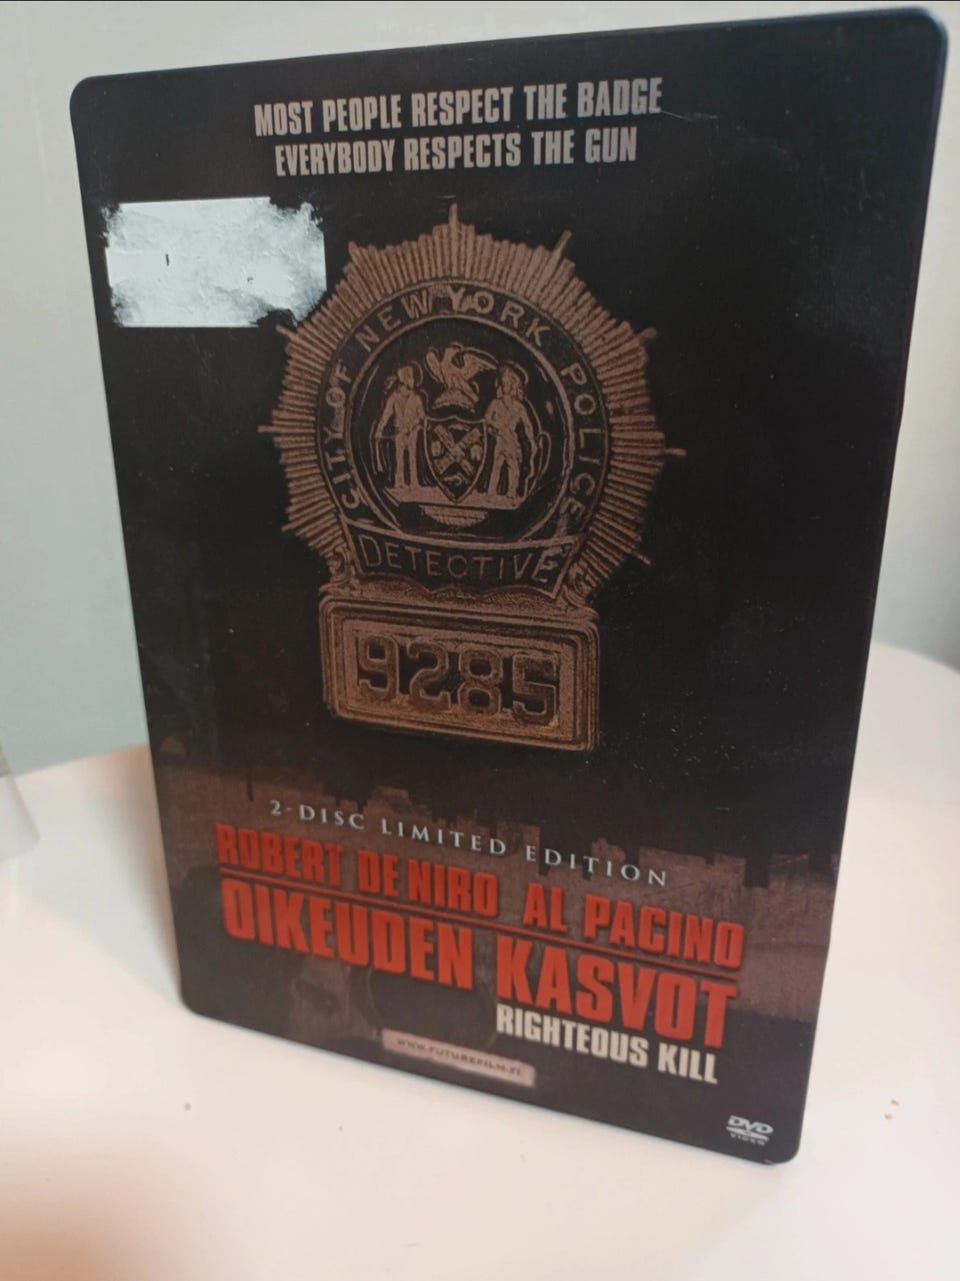 MOST PEOPLE RESPECT THE BADGE
EVERYBODY RESPECTS THE GUN
CITY OF NEW YORK POLICE
DETECTIVE
9285
2-DISC LIMITED EDITION
ROBERT DE NIRO AL PACINO
OIKEUDEN KASVOT
RIGHTEOUS KILL
WWW.FUTUREFILM.FI
DVD
VIDEO